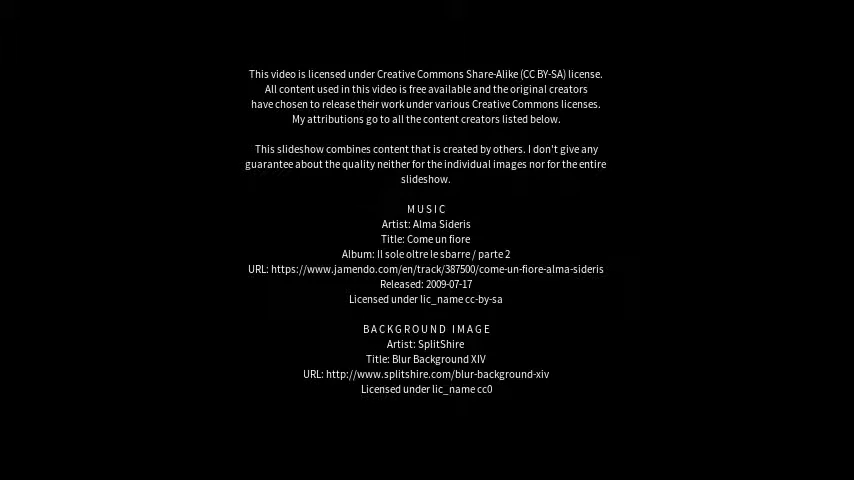 This video is licensed under Creative Commons Share-Alike (CC BY-SA) license.
All content used in this video is free available and the original creators
have chosen to release their work under various Creative Commons licenses.
My attributions go to all the content creators listed below.
This slideshow combines content that is created by others. I don't give any
guarantee about the quality neither for the individual images nor for the entire
slideshow.
MUSIC
Artist: Alma Sideris
Title: Come un fiore
Album: Il sole oltre le sbarre / parte 2
URL: https://www.jamendo.com/en/track/387500/come-un-fiore-alma-sideris
Released: 2009-07-17
Licensed under lic_name cc-by-sa
BACKGROUND IMAGE
Artist: SplitShire
Title: Blur Background XIV
URL: http://www.splitshire.com/blur-background-xiv
Licensed under lic_name cc0